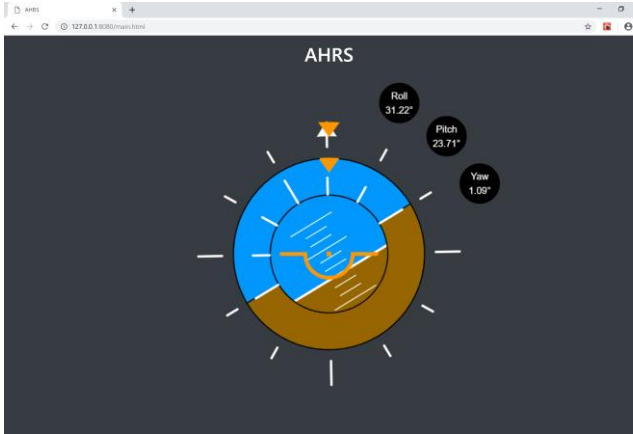 AHRS
127.0.0.1:8080/main.html
AHRS
Roll
31.22°
Pitch
23.71°
Yaw
1.09°